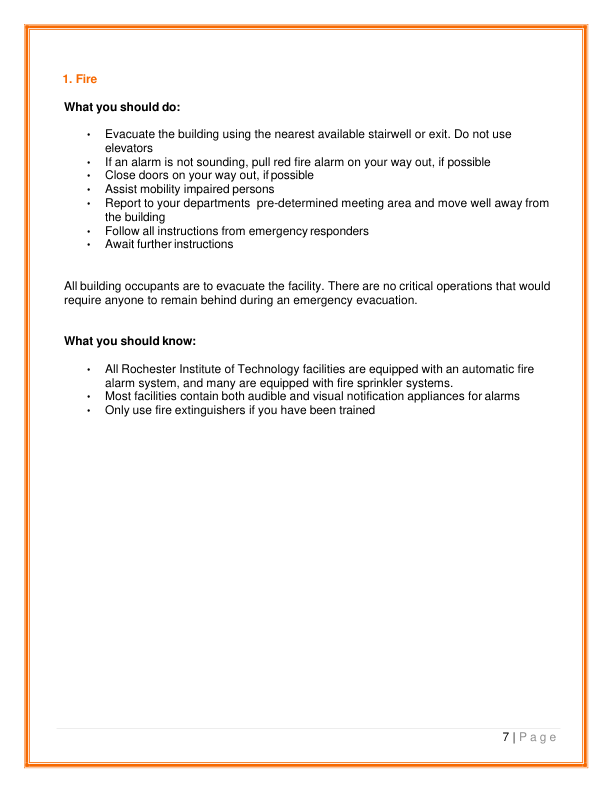 1. Fire
What you should do:
• Evacuate the building using the nearest available stairwell or exit. Do not use
elevators
• If an alarm is not sounding, pull red fire alarm on your way out, if possible
• Close doors on your way out, if possible
• Assist mobility impaired persons
• Report to your departments  pre-determined meeting area and move well away from
the building
• Follow all instructions from emergency responders
• Await further instructions
All building occupants are to evacuate the facility. There are no critical operations that would
require anyone to remain behind during an emergency evacuation.
What you should know:
• All Rochester Institute of Technology facilities are equipped with an automatic fire
alarm system, and many are equipped with fire sprinkler systems.
• Most facilities contain both audible and visual notification appliances for alarms
• Only use fire extinguishers if you have been trained
7 | P a g e